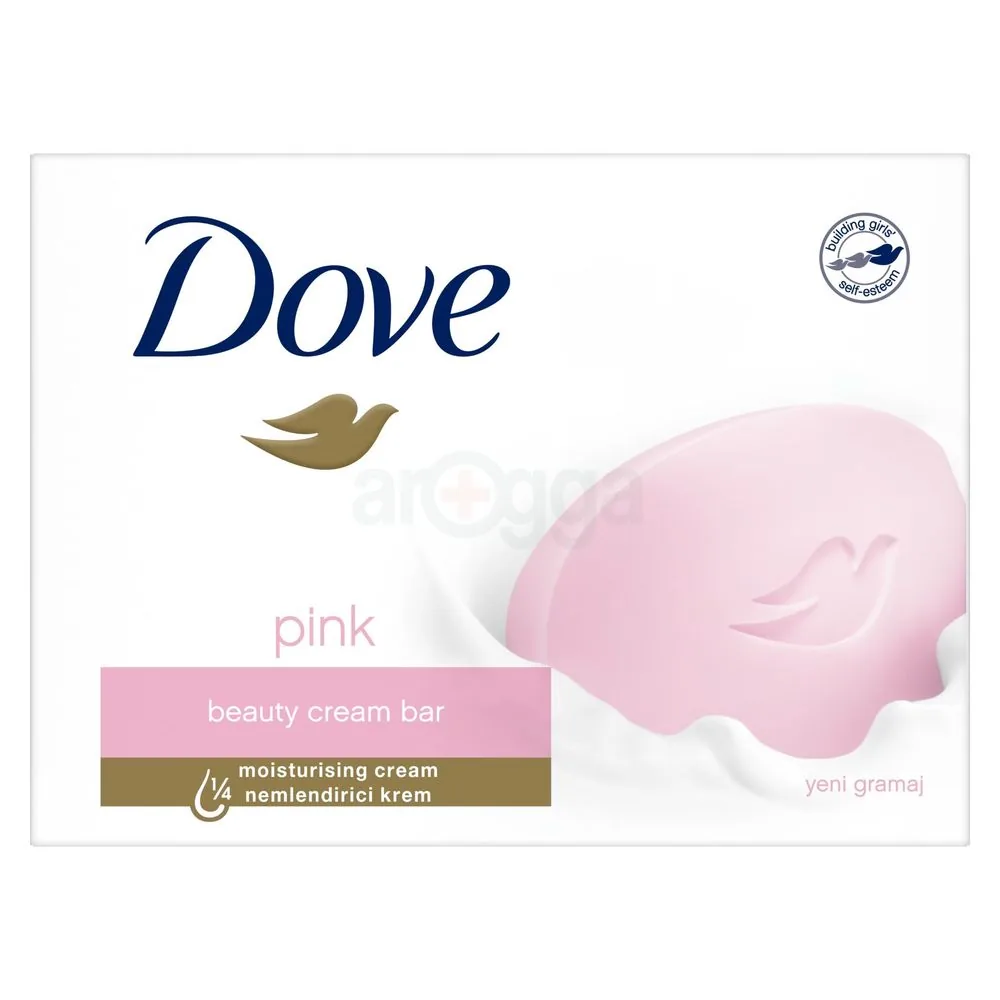 Dove
building girls'
self-esteem
arogga
pink
beauty cream bar
1/4
moisturising cream
nemlendirici krem
yeni gramaj